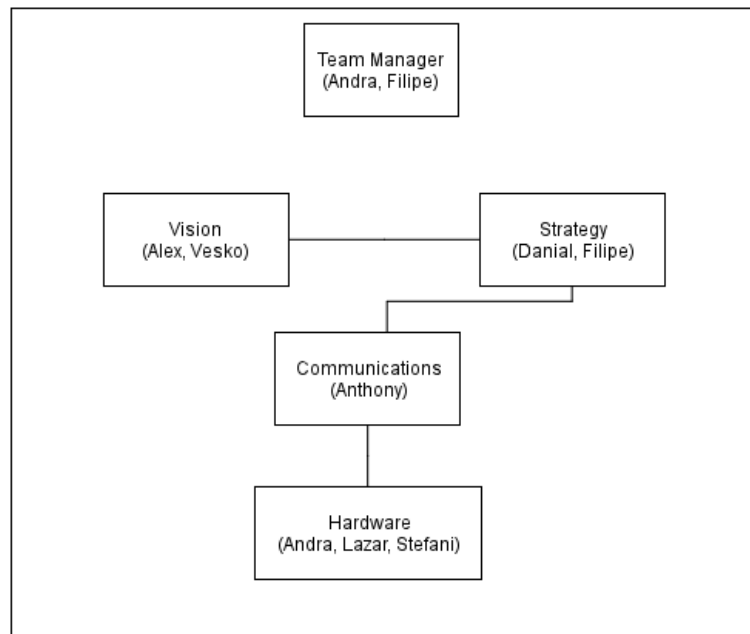 Team Manager
(Andra, Filipe)
Vision
(Alex, Vesko)
Strategy
(Danial, Filipe)
Communications
(Anthony)
Hardware
(Andra, Lazar, Stefani)